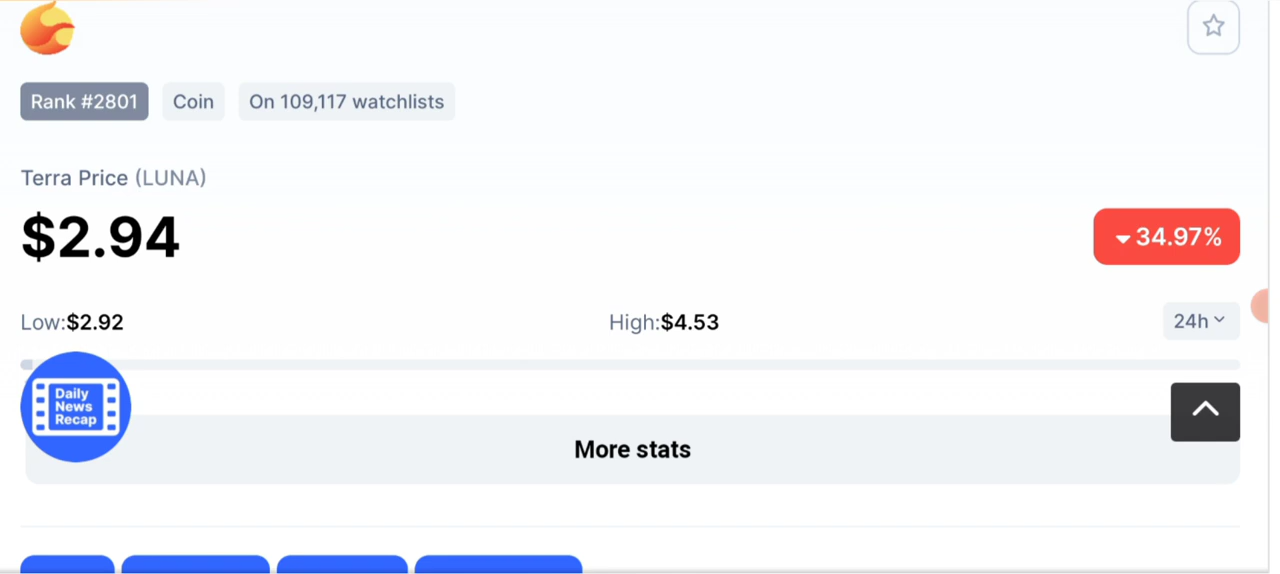 Rank #2801 Coin On 109,117 watchlists
Terra Price (LUNA)
$2.94 34.97%
Low:$2.92 High:$4.53 24h
Daily
News
Recap
More stats